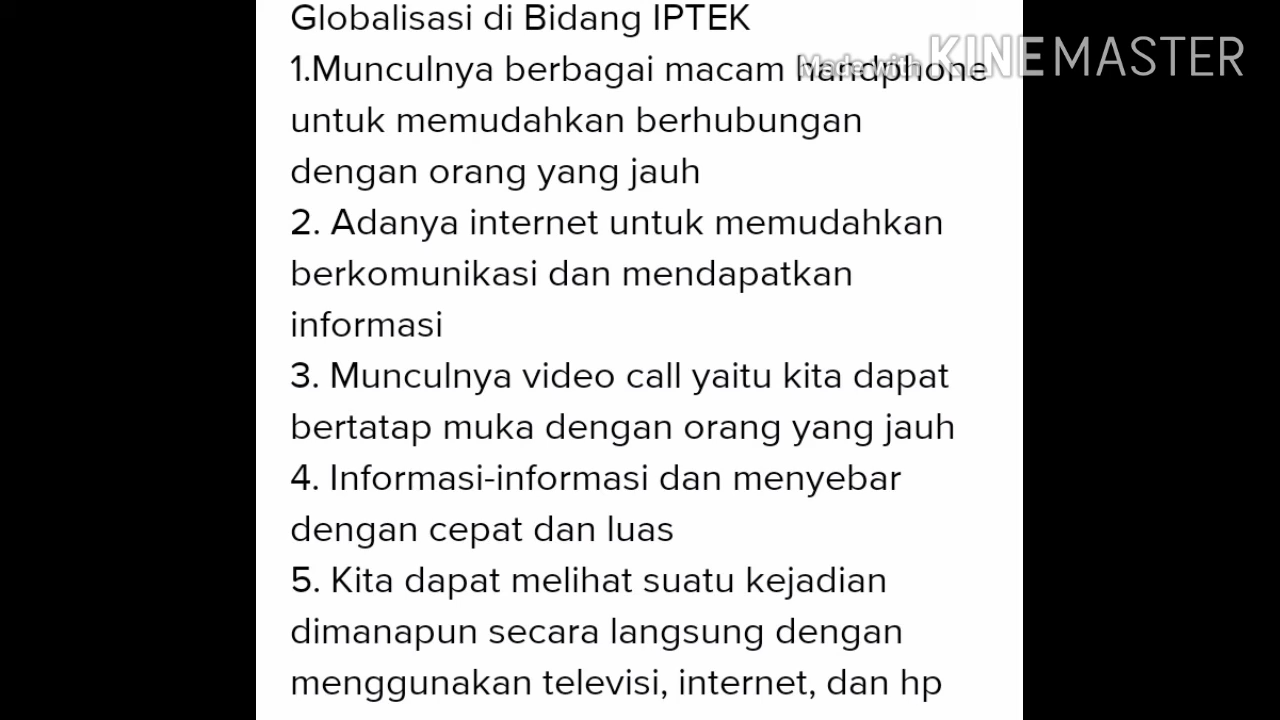 Globalisasi di Bidang IPTEK
1.Munculnya berbagai macam handphone
untuk memudahkan berhubungan
dengan orang yang jauh
2. Adanya internet untuk memudahkan
berkomunikasi dan mendapatkan
informasi
3. Munculnya video call yaitu kita dapat
bertatap muka dengan orang yang jauh
4. Informasi-informasi dan menyebar
dengan cepat dan luas
5. Kita dapat melihat suatu kejadian
dimanapun secara langsung dengan
menggunakan televisi, internet, dan hp
Made with KINEMASTER